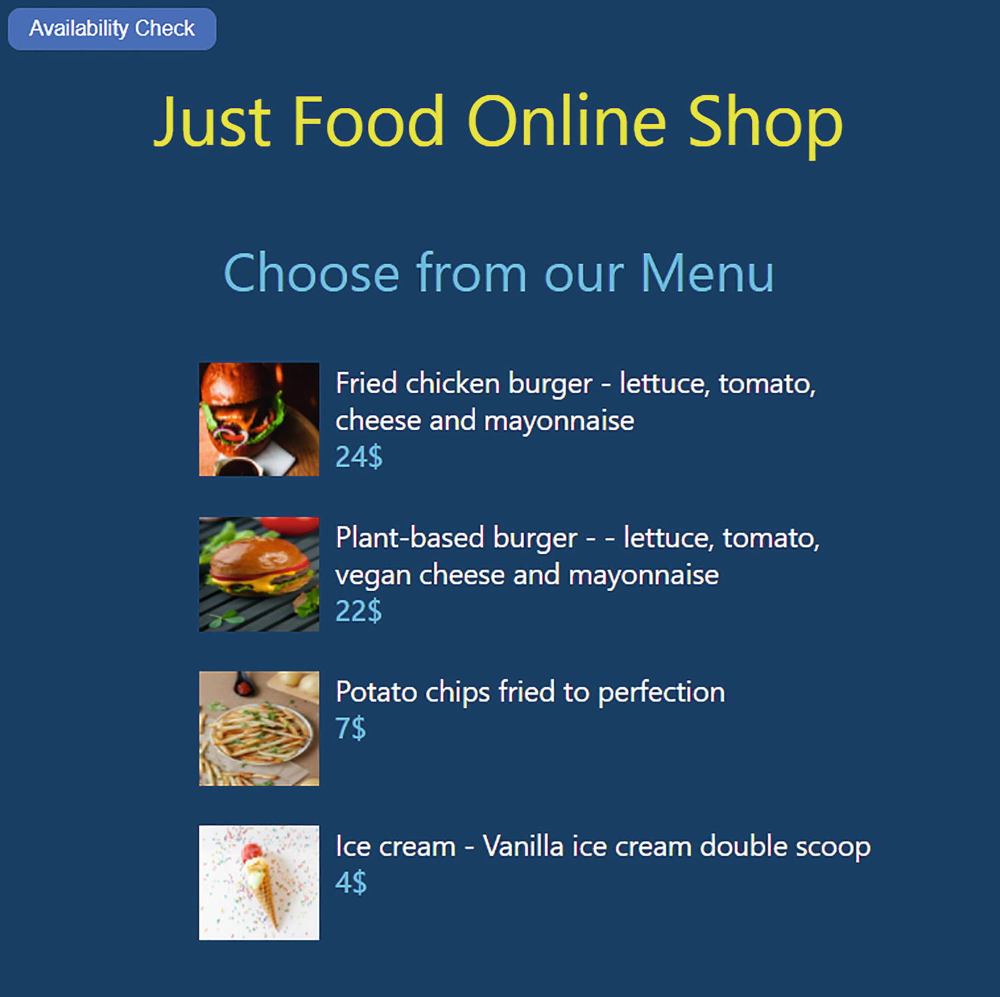 Availability Check
Just Food Online Shop
Choose from our Menu
Fried chicken burger - lettuce, tomato,
cheese and mayonnaise
24$
Plant-based burger - - lettuce, tomato,
vegan cheese and mayonnaise
22$
Potato chips fried to perfection
7$
Ice cream - Vanilla ice cream double scoop
4$